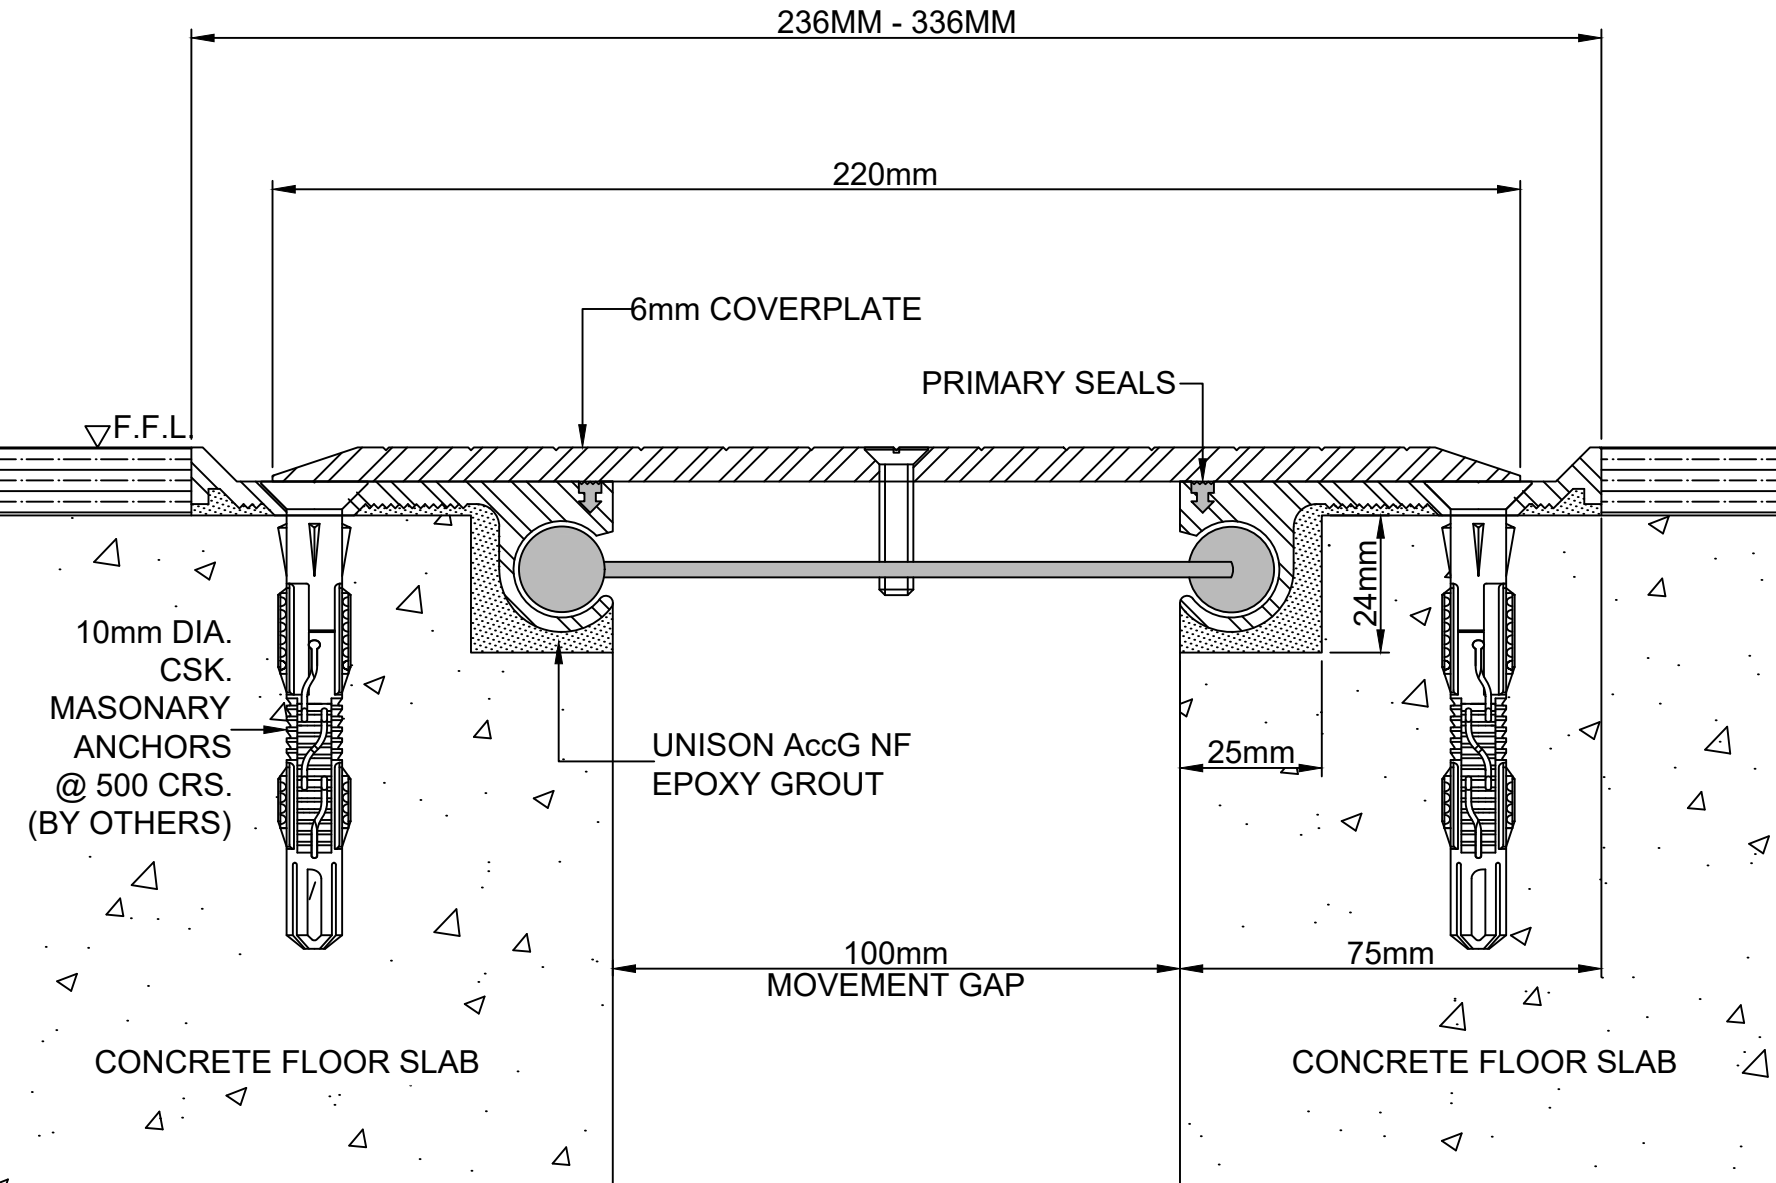 236MM - 336MM
220mm
6mm COVERPLATE
PRIMARY SEALS
F.F.L.
24mm
10mm DIA.
CSK.
MASONARY
ANCHORS
@ 500 CRS.
(BY OTHERS)
UNISON AccG NF
EPOXY GROUT
25mm
100mm
MOVEMENT GAP
75mm
CONCRETE FLOOR SLAB
CONCRETE FLOOR SLAB